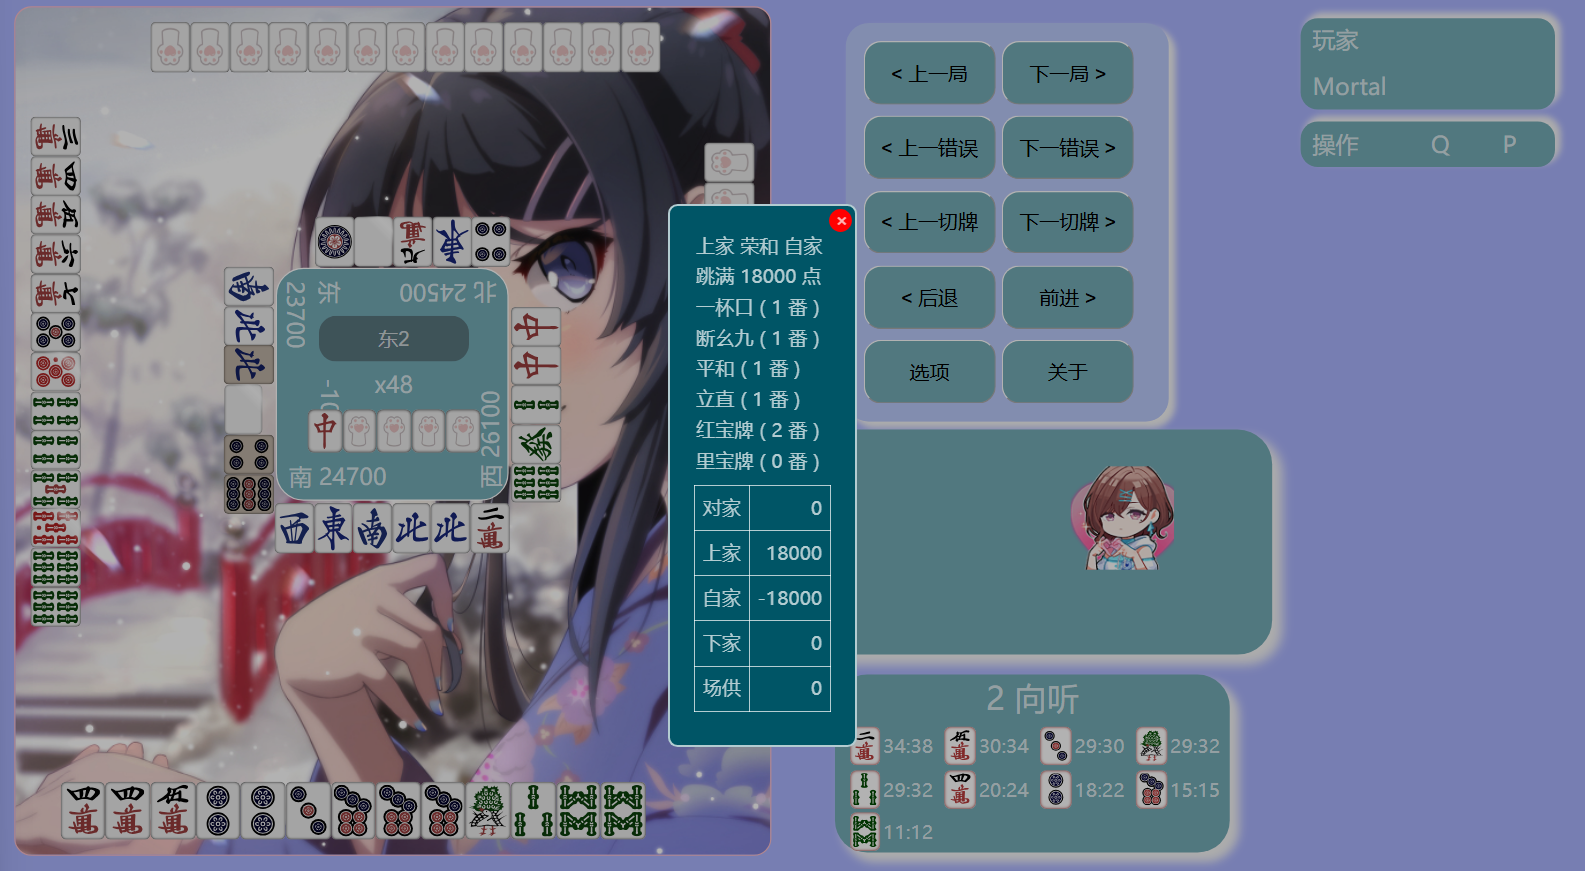 < 上一局
下一局 >
< 上一错误
下一错误 >
< 上一切牌
下一切牌 >
< 后退
前进 >
选项
关于
玩家
Mortal
操作 Q P
东 23700
北 24500
东2
x48
西 26100
南 24700
上家 荣和 自家
跳满 18000 点
一杯口 ( 1 番 )
断幺九 ( 1 番 )
平和 ( 1 番 )
立直 ( 1 番 )
红宝牌 ( 2 番 )
里宝牌 ( 0 番 )
对家 0
上家 18000
自家 -18000
下家 0
场供 0
2 向听
34:38 30:34 29:30 29:32
29:32 20:24 18:22 15:15
11:12